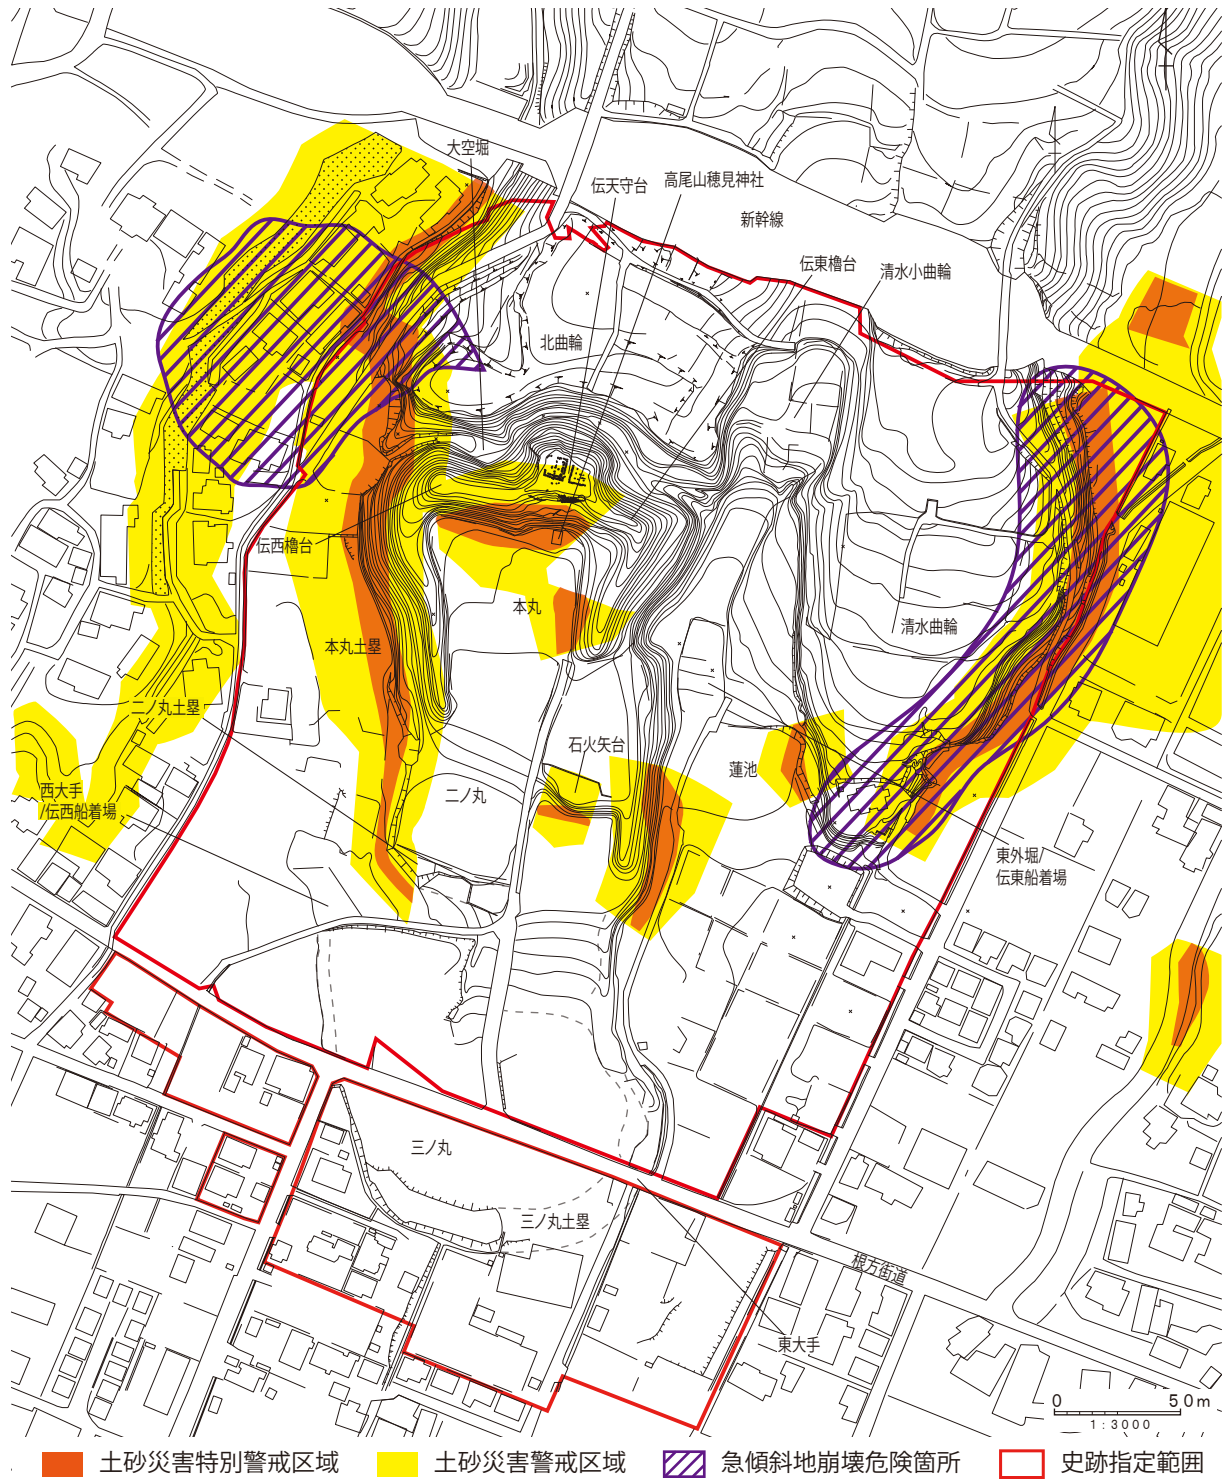 大空堀
伝天守台
高尾山穂見神社
新幹線
伝東櫓台
清水小曲輪
北曲輪
伝西櫓台
本丸
清水曲輪
本丸土塁
二ノ丸土塁
石火矢台
蓮池
西大手
/伝西船着場
二ノ丸
東外堀/
伝東船着場
三ノ丸
三ノ丸土塁
根方街道
東大手
0 50m
1:3000
土砂災害特別警戒区域
土砂災害警戒区域
急傾斜地崩壊危険箇所
史跡指定範囲